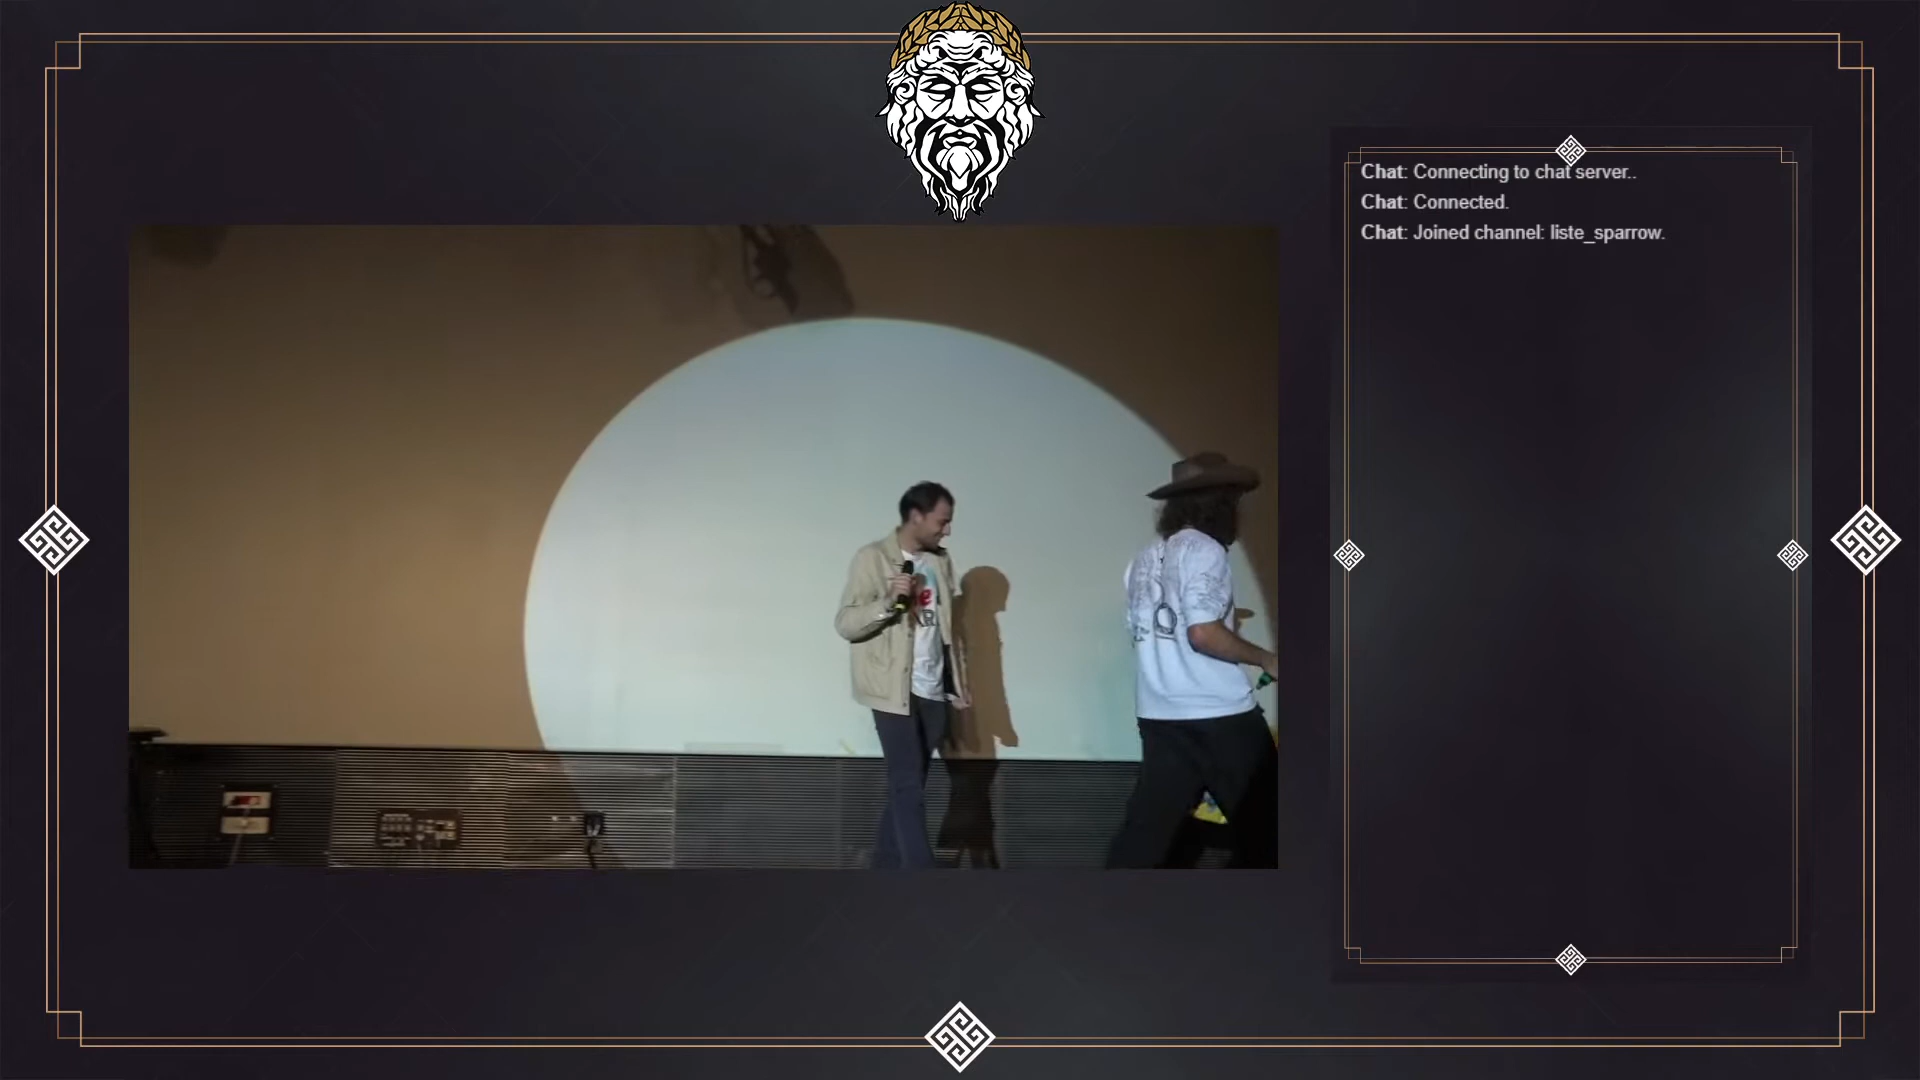 Chat: Connecting to chat server..
Chat: Connected.
Chat: Joined channel: liste_sparrow.